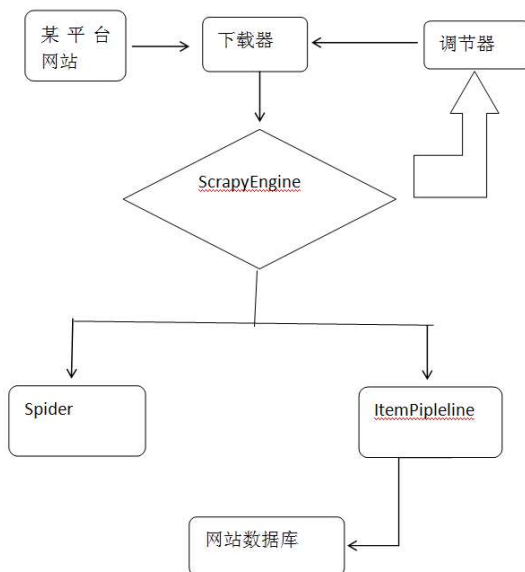 某平台
网站
下载器
调节器
ScrapyEngine
Spider
ItemPipleline
网站数据库